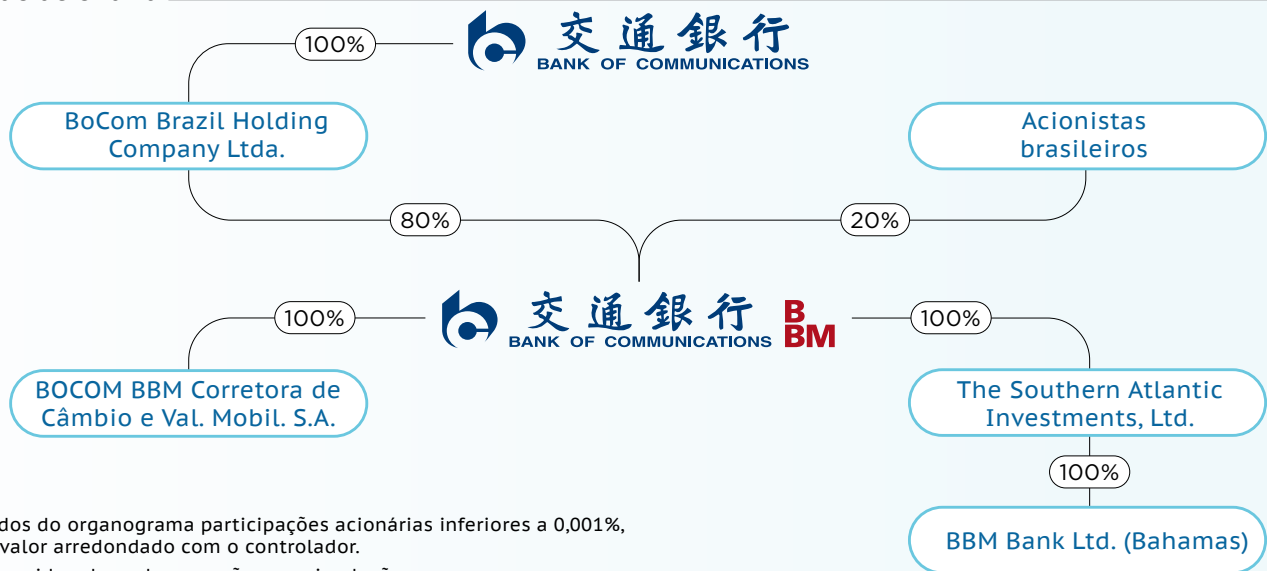 100%
交通銀行
BANK OF COMMUNICATIONS
BoCom Brazil Holding
Company Ltda.
Acionistas
brasileiros
80%
20%
100%
交通銀行
BANK OF COMMUNICATIONS
B
BM
100%
BOCOM BBM Corretora de
Câmbio e Val. Mobil. S.A.
The Southern Atlantic
Investments, Ltd.
100%
dos do organograma participações acionárias inferiores a 0,001%,
valor arredondado com o controlador.
BBM Bank Ltd. (Bahamas)